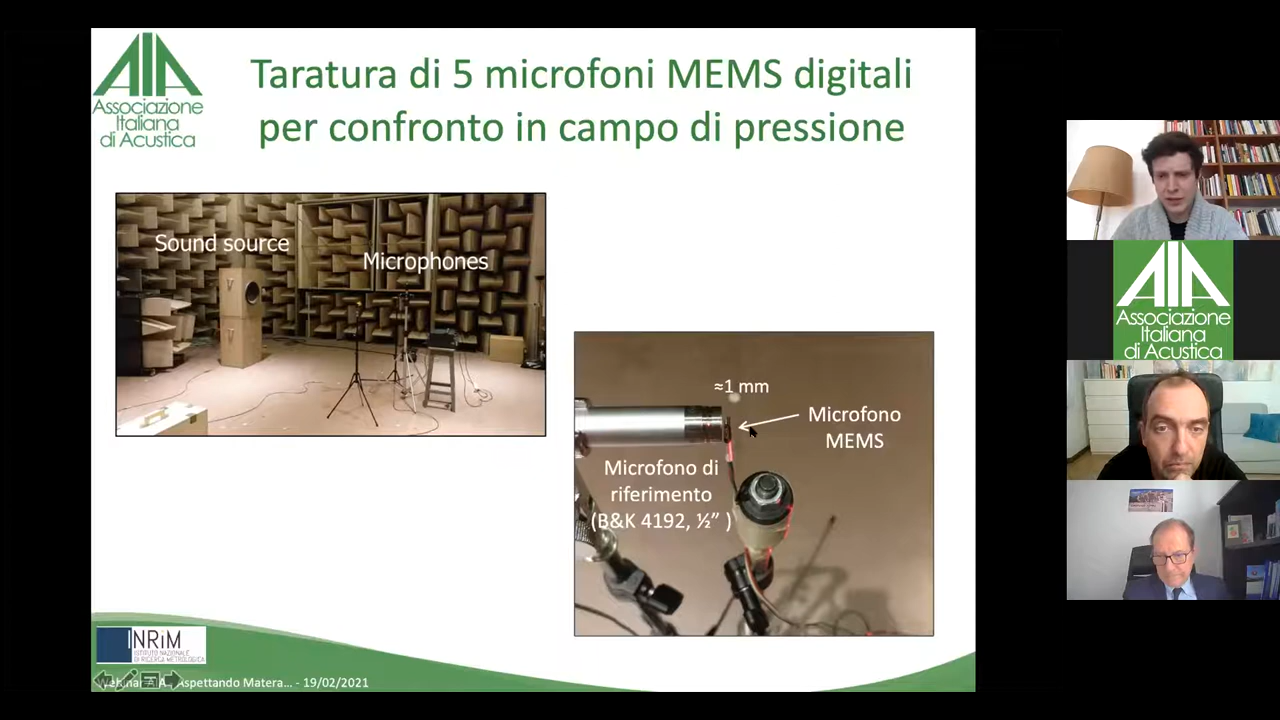 AIA
Associazione
Italiana
di Acustica
Taratura di 5 microfoni MEMS digitali
per confronto in campo di pressione
Sound source
Microphones
≈1 mm
Microfono
MEMS
Microfono di
riferimento
(B&K 4192, ½” )
INRiM
ISTITUTO NAZIONALE
DI RICERCA METROLOGICA
Aspettando Matera... - 19/02/2021
AIA
Associazione
Italiana
di Acustica